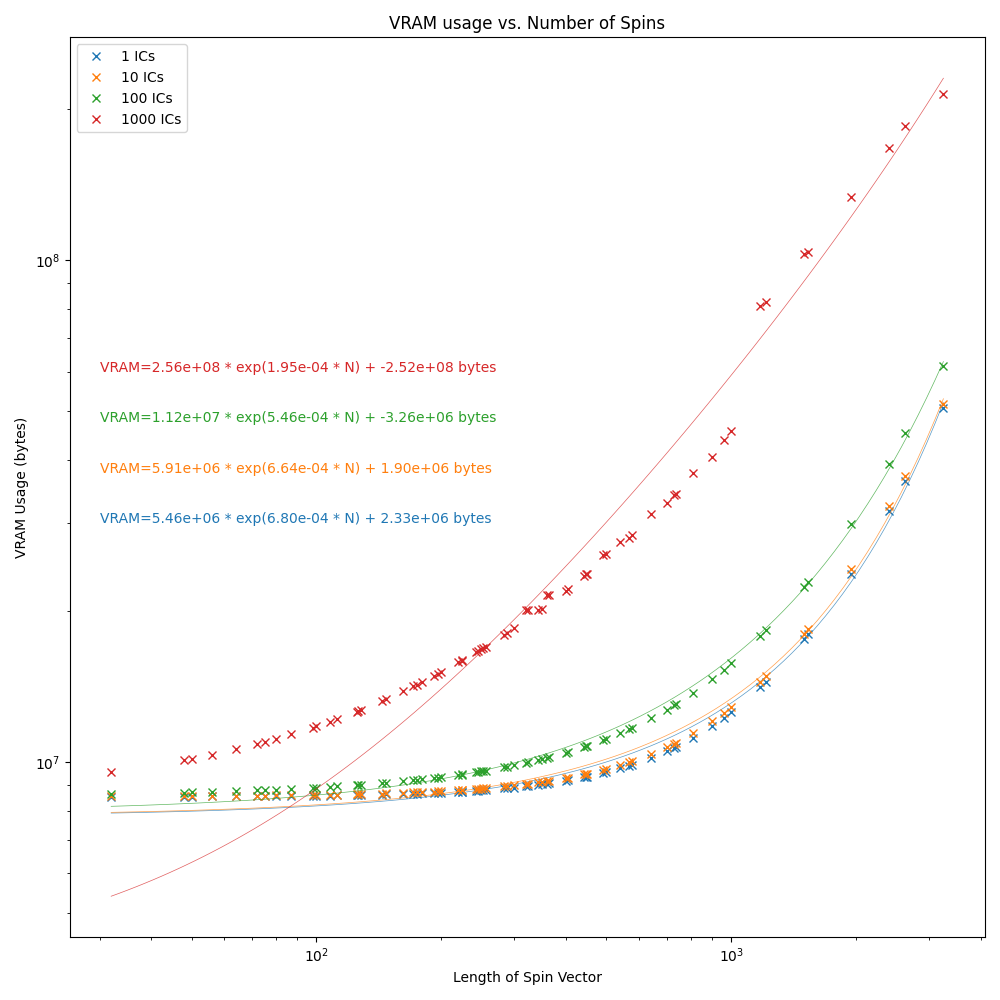 VRAM usage vs. Number of Spins
1 ICs
10 ICs
100 ICs
1000 ICs
10^8
VRAM=2.56e+08 * exp(1.95e-04 * N) + -2.52e+08 bytes
VRAM=1.12e+07 * exp(5.46e-04 * N) + -3.26e+06 bytes
VRAM=5.91e+06 * exp(6.64e-04 * N) + 1.90e+06 bytes
VRAM=5.46e+06 * exp(6.80e-04 * N) + 2.33e+06 bytes
VRAM Usage (bytes)
10^7
10^2
10^3
Length of Spin Vector